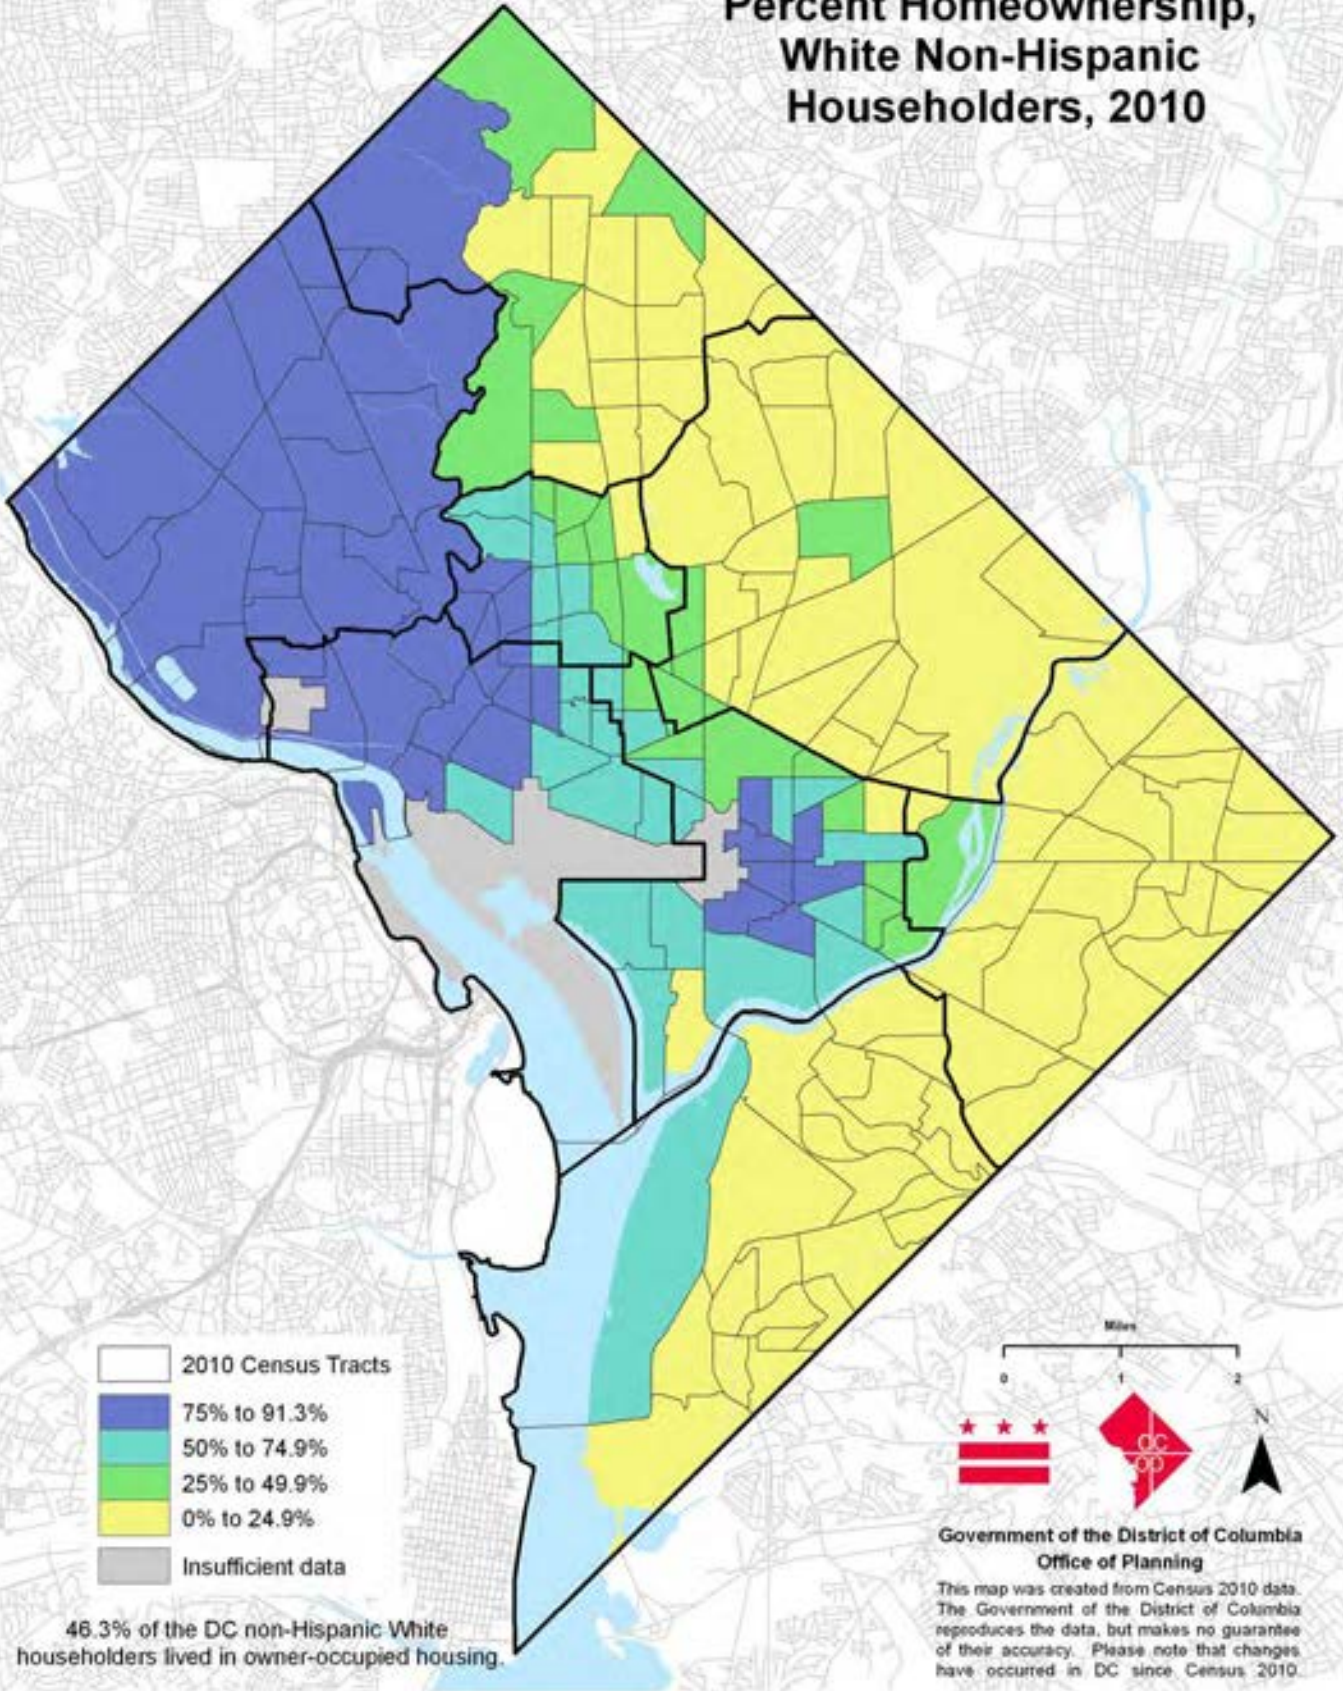 Percent Homeownership,
White Non-Hispanic
Householders, 2010
2010 Census Tracts
75% to 91.3%
50% to 74.9%
25% to 49.9%
0% to 24.9%
Insufficient data
46.3% of the DC non-Hispanic White
householders lived in owner-occupied housing.
Miles
0 1 2
dc
op
N
Government of the District of Columbia
Office of Planning
This map was created from Census 2010 data.
The Government of the District of Columbia
reproduces the data, but makes no guarantee
of their accuracy. Please note that changes
have occurred in DC since Census 2010.